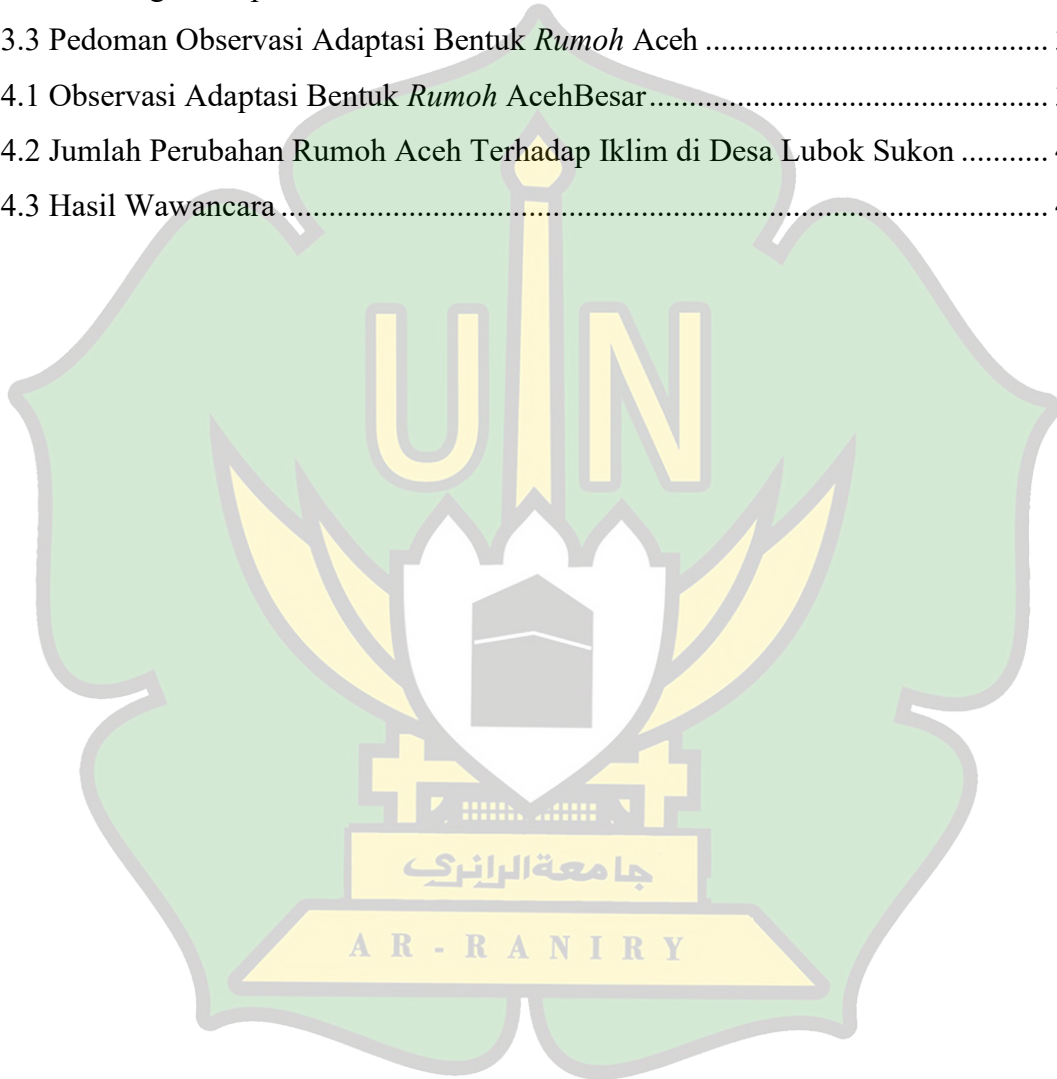 3.3 Pedoman Observasi Adaptasi Bentuk Rumoh Aceh ..........................................
4.1 Observasi Adaptasi Bentuk Rumoh AcehBesar.................................................
4.2 Jumlah Perubahan Rumoh Aceh Terhadap Iklim di Desa Lubok Sukon ...........
4.3 Hasil Wawancara ...............................................................................................
UIN
جامعة الرانري
AR-RANIRY